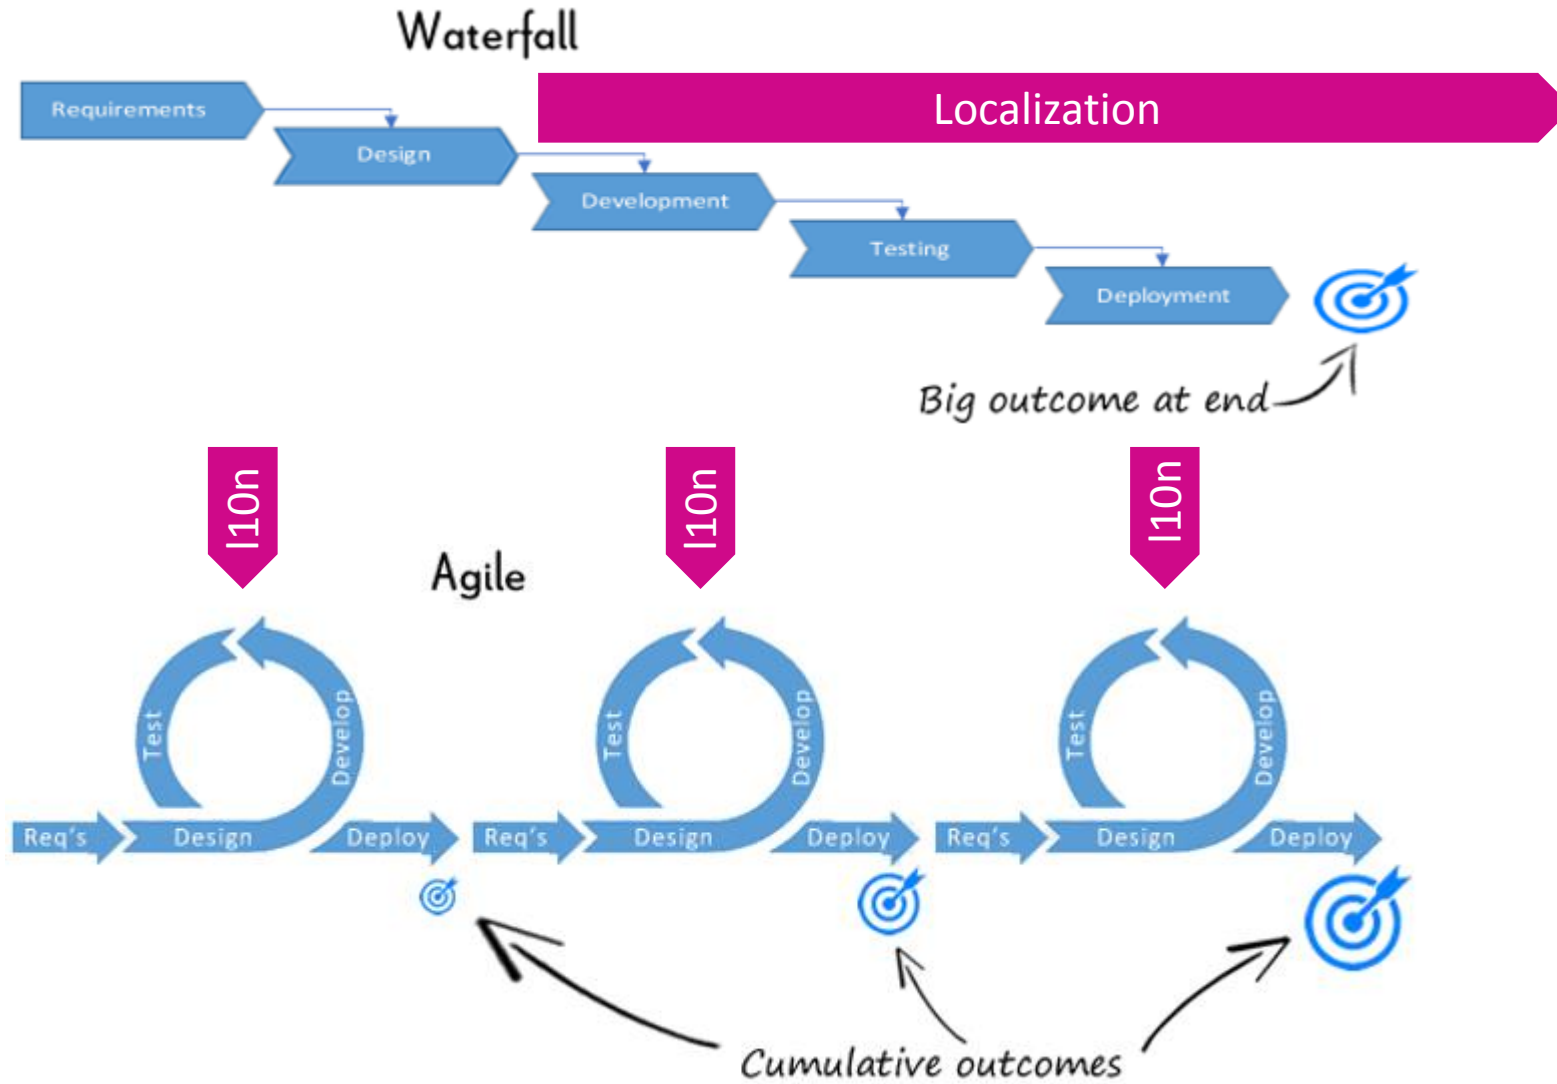 Waterfall
Requirements
Localization
Design
Development
Testing
Deployment
Big outcome at end
l10n
l10n
l10n
Agile
Test
Develop
Req's
Design
Deploy
Test
Develop
Req's
Design
Deploy
Test
Develop
Req's
Design
Deploy
Cumulative outcomes